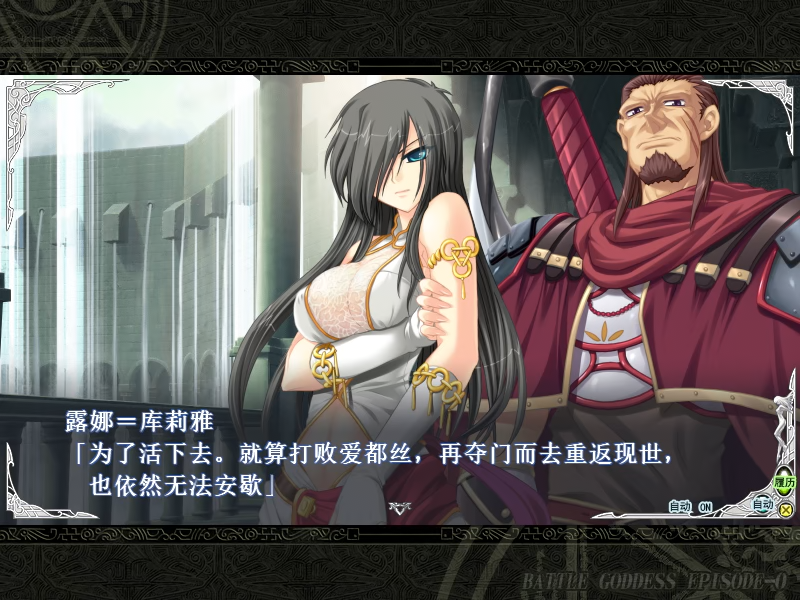 露娜＝库莉雅
「为了活下去。就算打败爱都丝，再夺门而去重返现世，
也依然无法安歇」
履历
自动 ON
自动
BATTLE GODDESS EPISODE-0